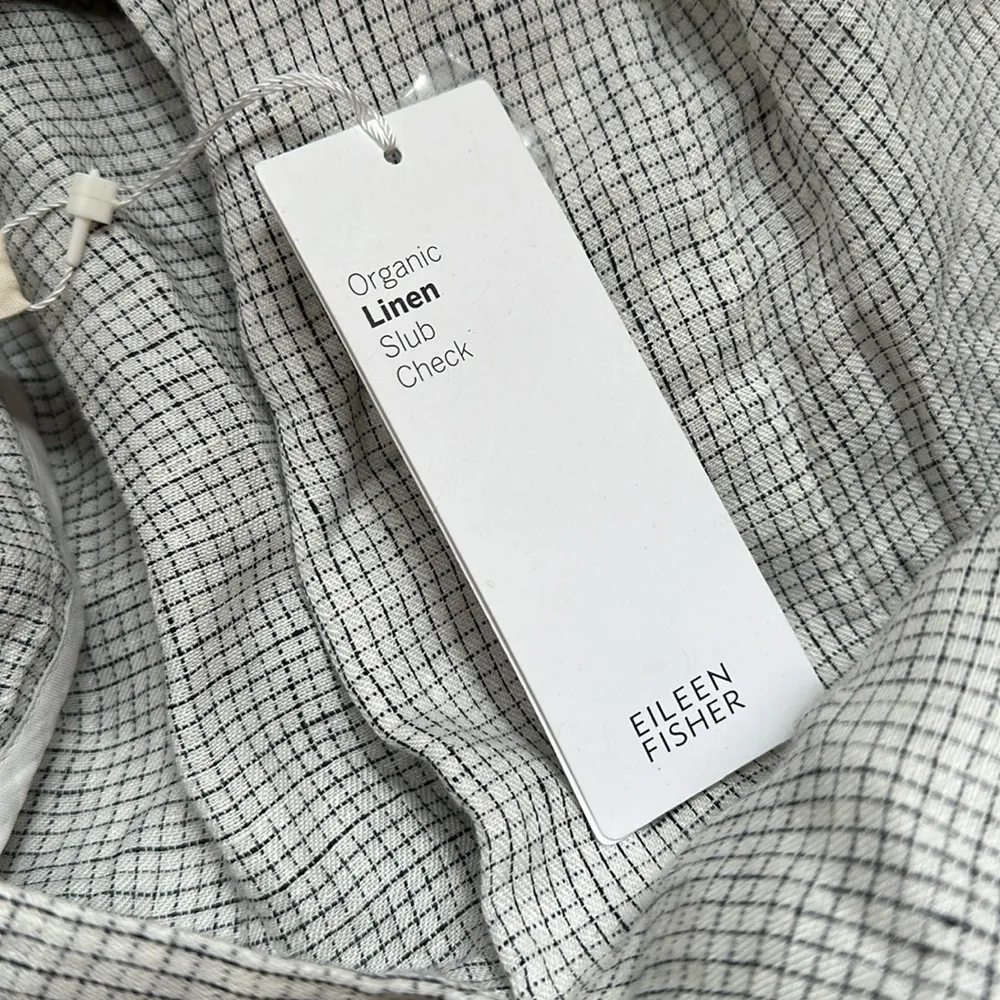 Organic
Linen
Slub
Check
EILEEN
FISHER